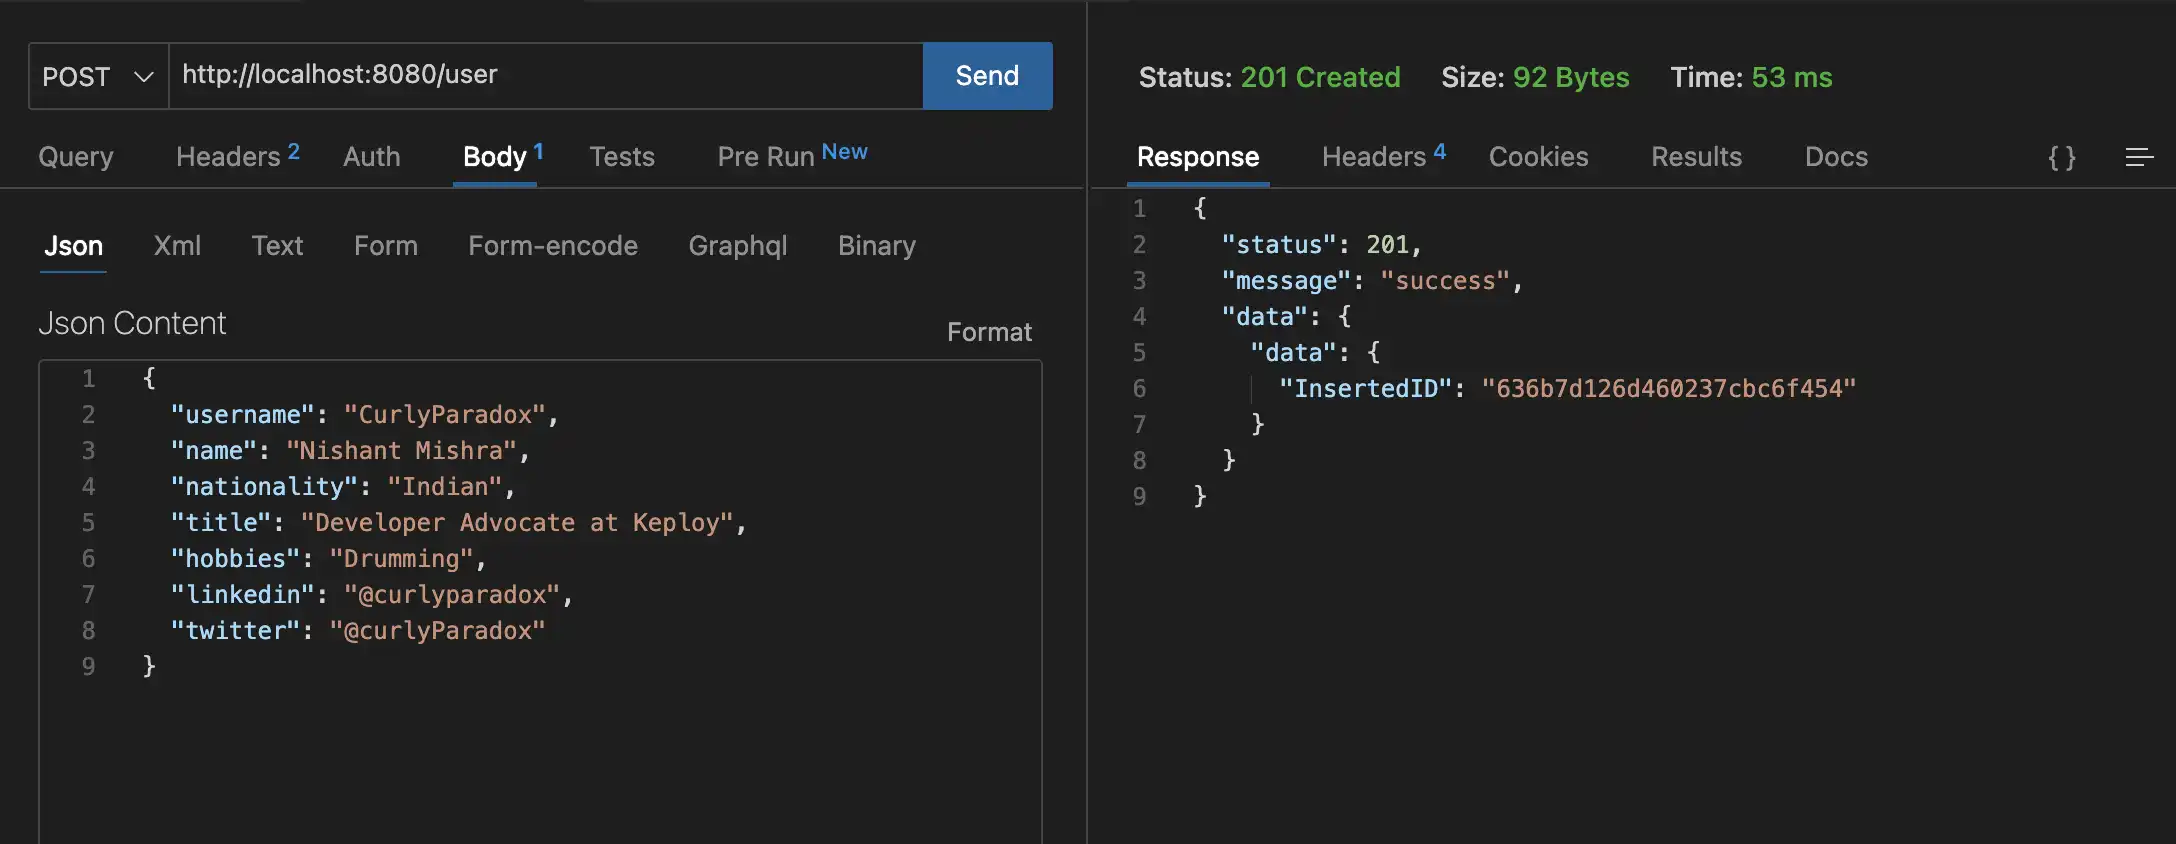 POST http://localhost:8080/user Send
Query Headers 2 Auth Body 1 Tests Pre Run New
Json Xml Text Form Form-encode Graphql Binary
Json Content
Format
1 {
2 "username": "CurlyParadox",
3 "name": "Nishant Mishra",
4 "nationality": "Indian",
5 "title": "Developer Advocate at Keploy",
6 "hobbies": "Drumming",
7 "linkedin": "@curlyparadox",
8 "twitter": "@curlyParadox"
9 }
Status: 201 Created Size: 92 Bytes Time: 53 ms
Response Headers 4 Cookies Results Docs { }
1 {
2 "status": 201,
3 "message": "success",
4 "data": {
5 "data": {
6 "InsertedID": "636b7d126d460237cbc6f454"
7 }
8 }
9 }